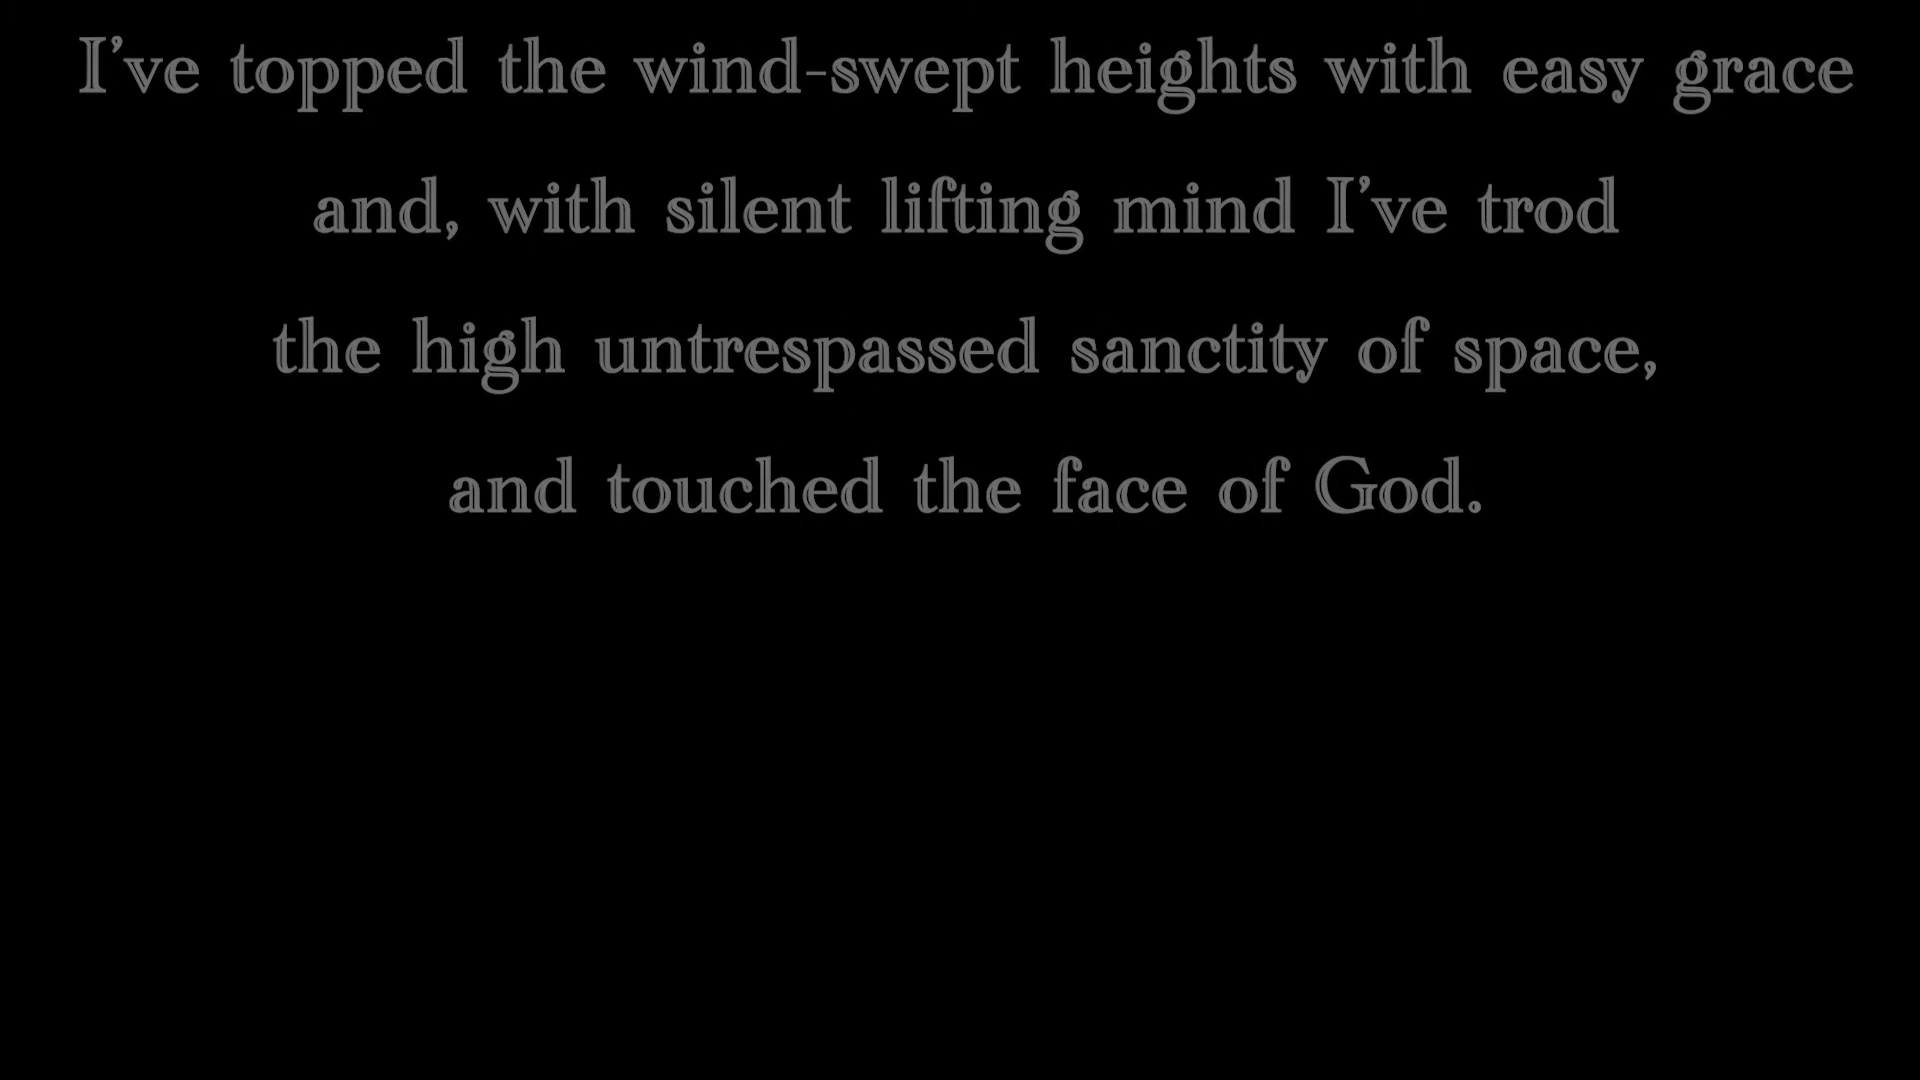 I’ve topped the wind-swept heights with easy grace
and, with silent lifting mind I’ve trod
the high untrespassed sanctity of space,
and touched the face of God.